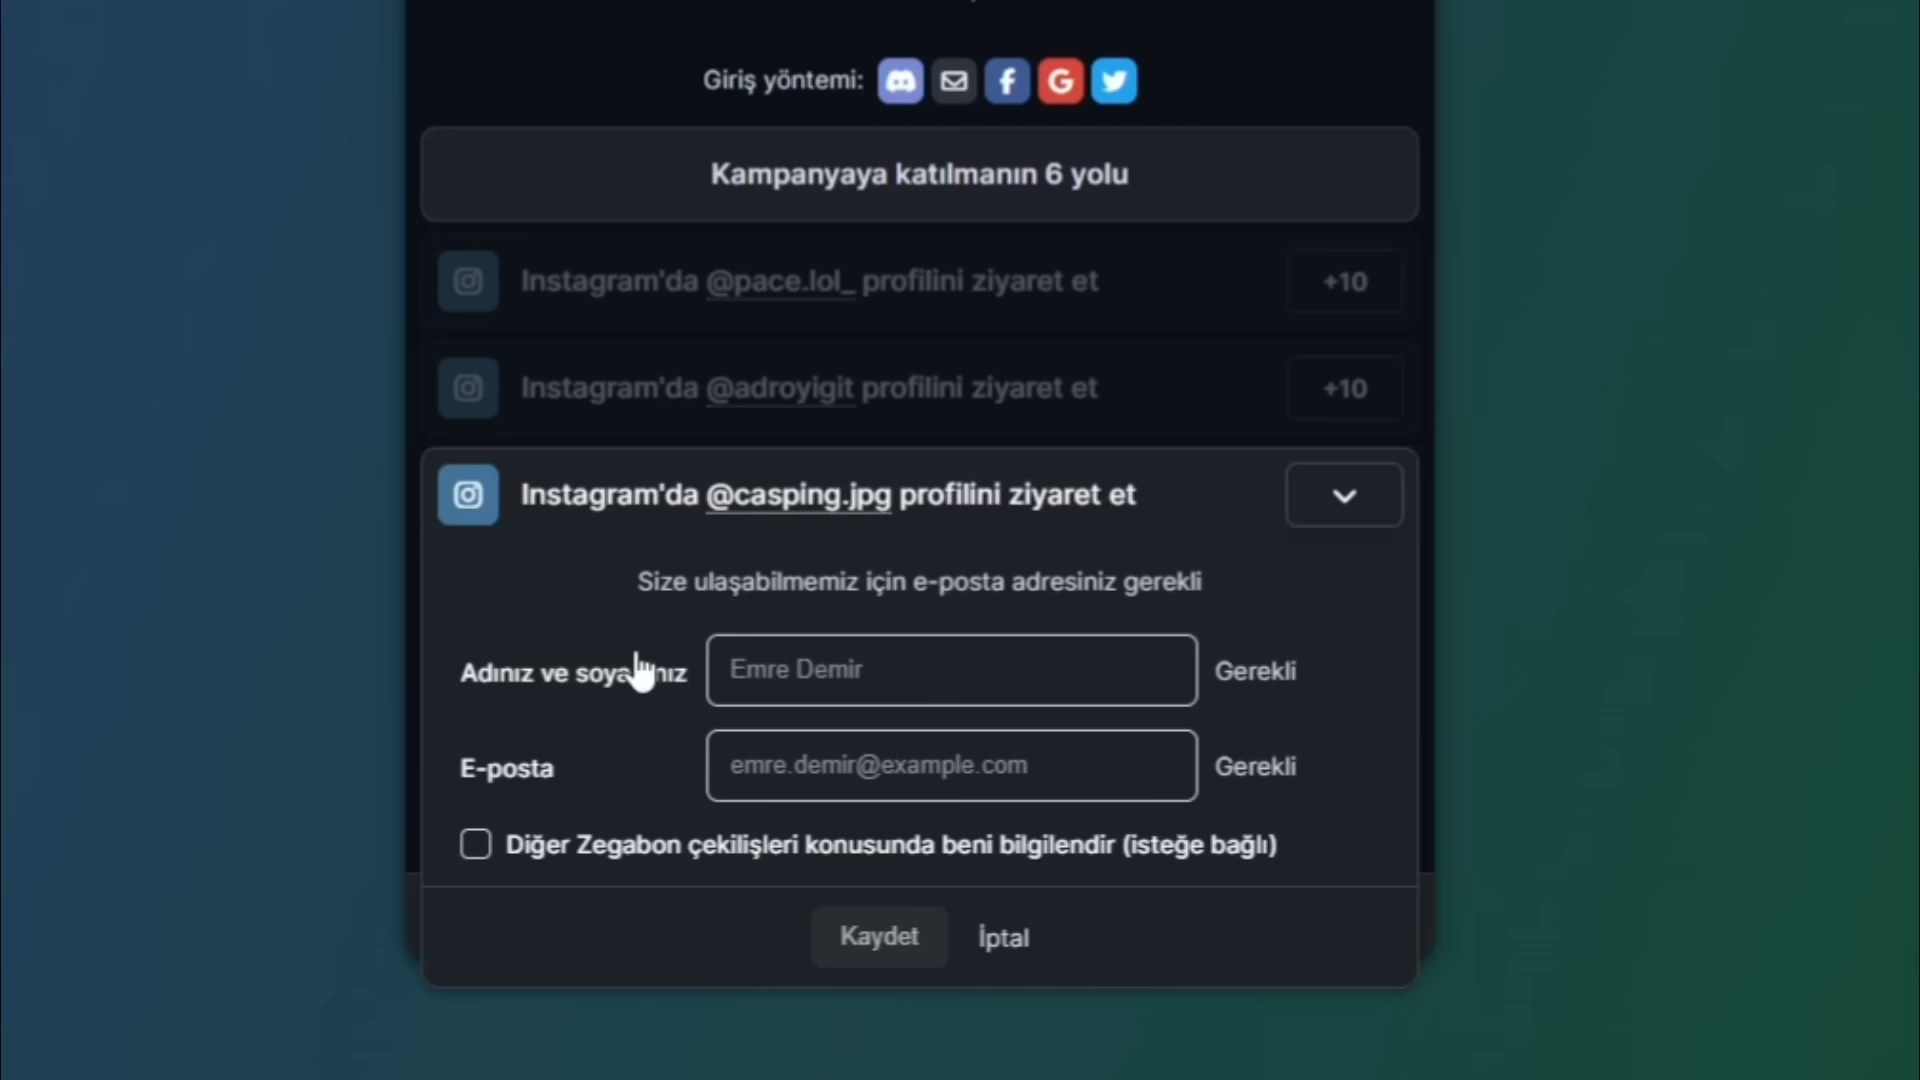 Giriş yöntemi:
Kampanyaya katılmanın 6 yolu
Instagram'da @pace.lol_ profilini ziyaret et +10
Instagram'da @adroyigit profilini ziyaret et +10
Instagram'da @casping.jpg profilini ziyaret et
Size ulaşabilmemiz için e-posta adresiniz gerekli
Adınız ve Emre Demir Gerekli
E-posta emre.demir@example.com Gerekli
Diğer Zegabon çekilişleri konusunda beni bilgilendir (isteğe bağlı)
Kaydet İptal